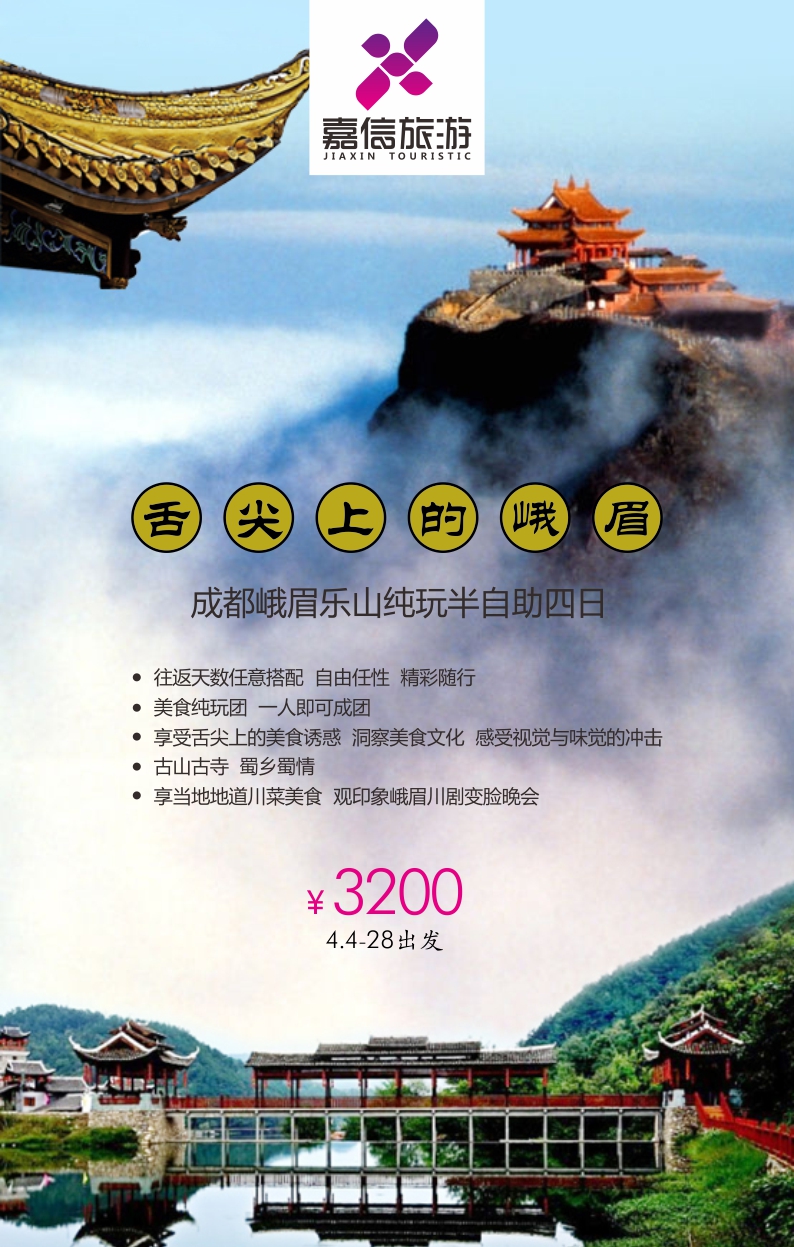 嘉信旅游
JIAXIN TOURISTIC
舌尖上的峨眉
成都峨眉乐山纯玩半自助四日
● 往返天数任意搭配 自由任性 精彩随行
● 美食纯玩团 一人即可成团
● 享受舌尖上的美食诱惑 洞察美食文化 感受视觉与味觉的冲击
● 古山古寺 蜀乡蜀情
● 享当地地道川菜美食 观印象峨眉川剧变脸晚会
¥3200
4.4-28出发